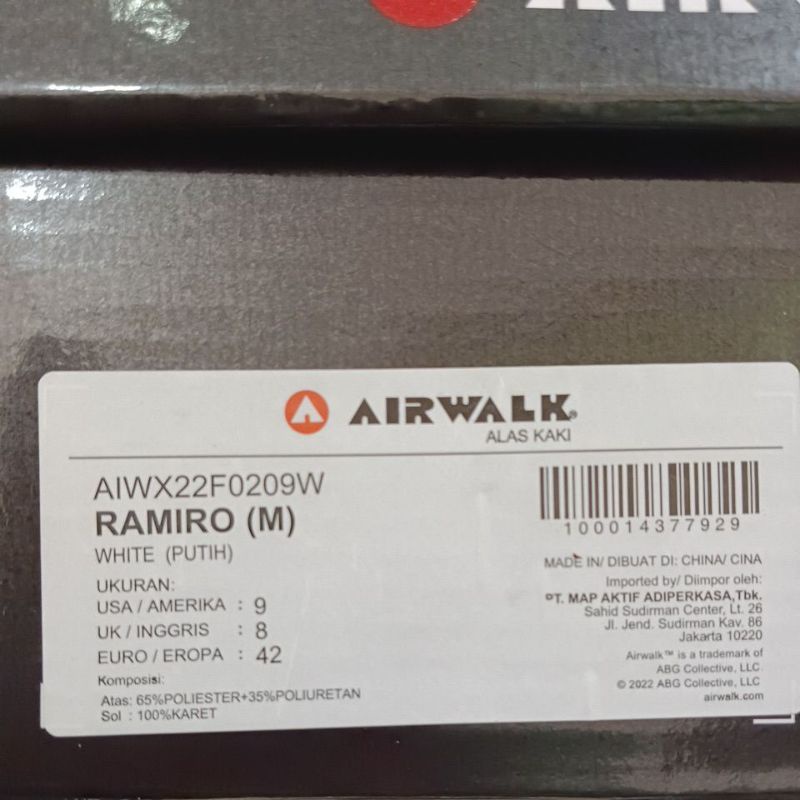 AIRWALK
ALAS KAKI
AIWX22F0209W
RAMIRO (M)
WHITE (PUTIH)
UKURAN:
USA / AMERIKA : 9
UK / INGGRIS : 8
EURO / EROPA : 42
Komposisi:
Atas: 65%POLIESTER+35%POLIURETAN
Sol : 100%KARET
100014377929
MADE IN/ DIBUAT DI: CHINA/ CINA
Imported by/ Diimpor oleh:
PT. MAP AKTIF ADIPERKASA,Tbk.
Sahid Sudirman Center, Lt. 26
Jl. Jend. Sudirman Kav. 86
Jakarta 10220
Airwalk™ is a trademark of
ABG Collective, LLC.
© 2022 ABG Collective, LLC
airwalk.com